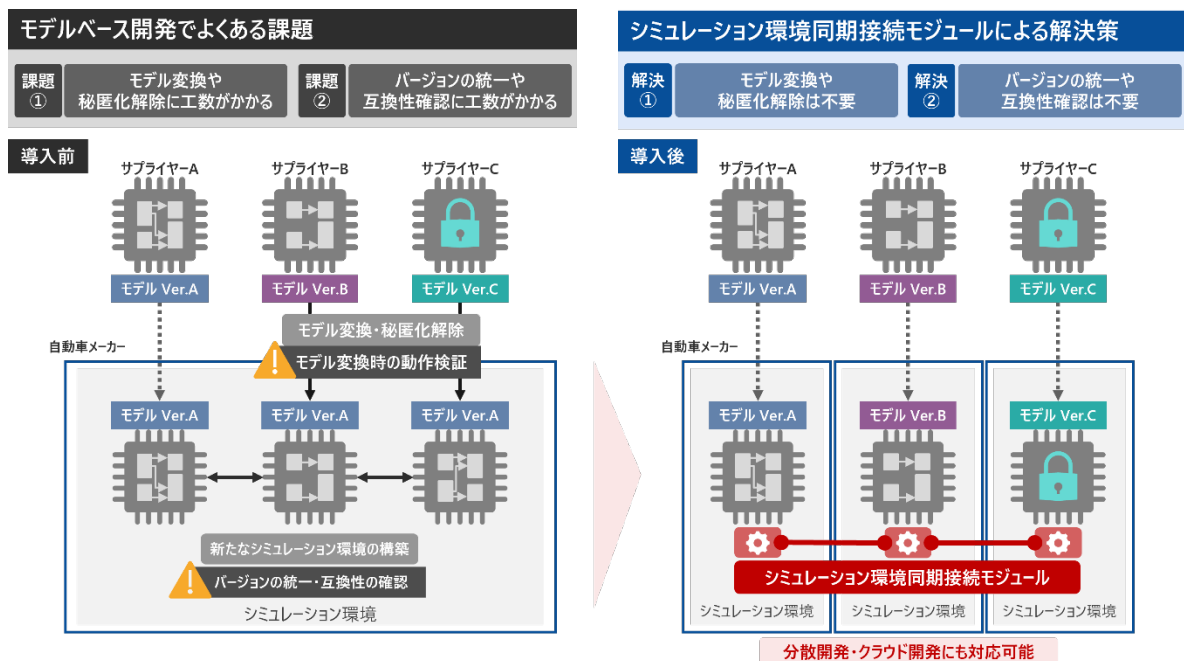 モデルベース開発でよくある課題
課題
①
モデル変換や
秘匿化解除に工数がかかる
課題
②
バージョンの統一や
互換性確認に工数がかかる
導入前
サプライヤーA
サプライヤーB
サプライヤーC
モデル Ver.A
モデル Ver.B
モデル Ver.C
モデル変換・秘匿化解除
モデル変換時の動作検証
自動車メーカー
モデル Ver.A
モデル Ver.A
モデル Ver.A
新たなシミュレーション環境の構築
バージョンの統一・互換性の確認
シミュレーション環境
シミュレーション環境同期接続モジュールによる解決策
解決
①
モデル変換や
秘匿化解除は不要
解決
②
バージョンの統一や
互換性確認は不要
導入後
サプライヤーA
サプライヤーB
サプライヤーC
モデル Ver.A
モデル Ver.B
モデル Ver.C
自動車メーカー
モデル Ver.A
モデル Ver.B
モデル Ver.C
シミュレーション環境同期接続モジュール
シミュレーション環境
シミュレーション環境
シミュレーション環境
分散開発・クラウド開発にも対応可能